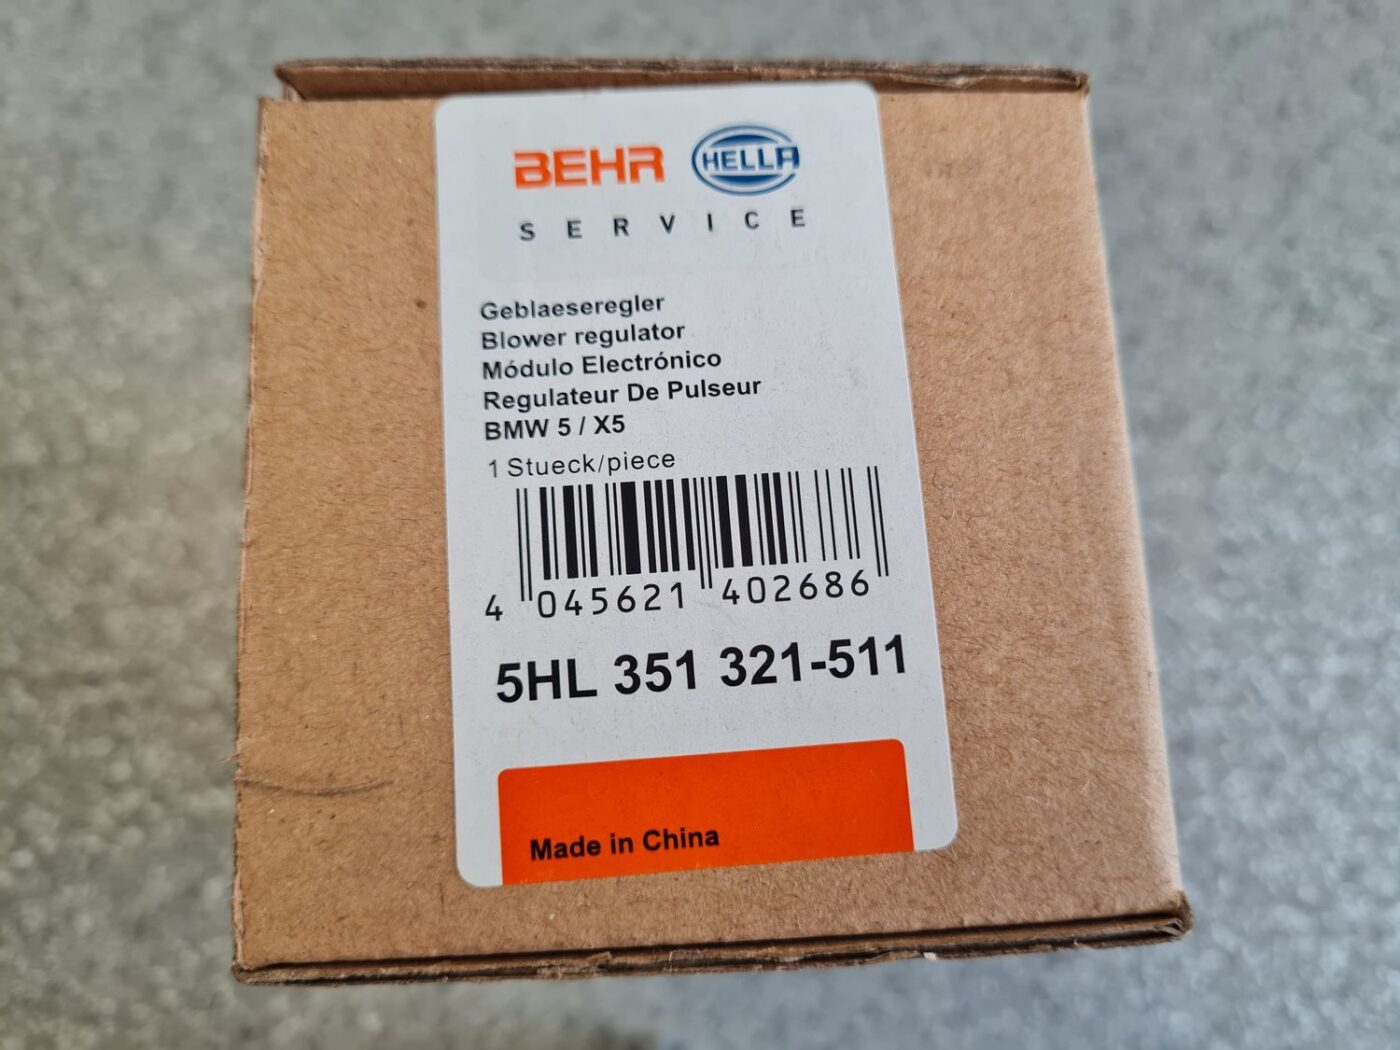 BEHR HELLA
SERVICE
Geblaeseregler
Blower regulator
Módulo Electrónico
Regulateur De Pulseur
BMW 5 / X5
1 Stueck/piece
4 045621 402686
5HL 351 321-511
Made in China